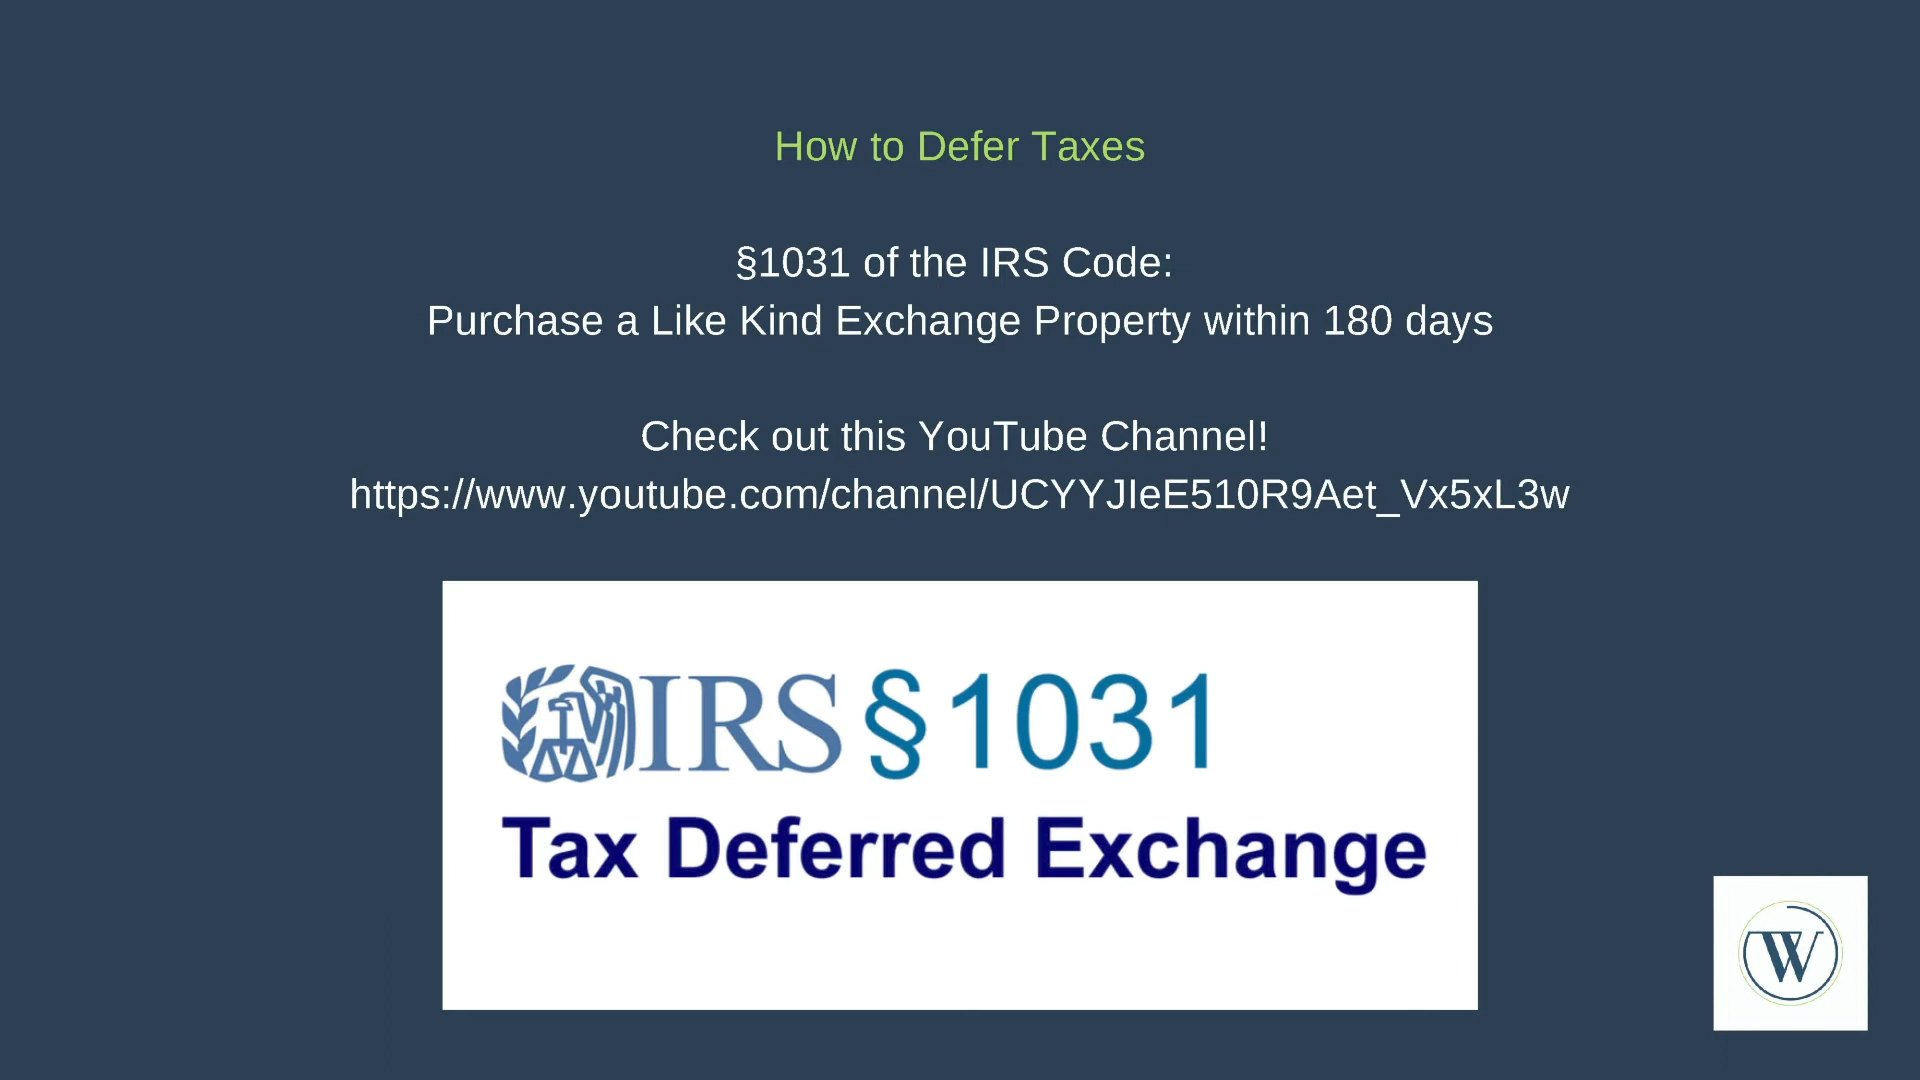 How to Defer Taxes
§1031 of the IRS Code:
Purchase a Like Kind Exchange Property within 180 days
Check out this YouTube Channel!
https://www.youtube.com/channel/UCYYJIeE510R9Aet_Vx5xL3w
IRS §1031
Tax Deferred Exchange
W